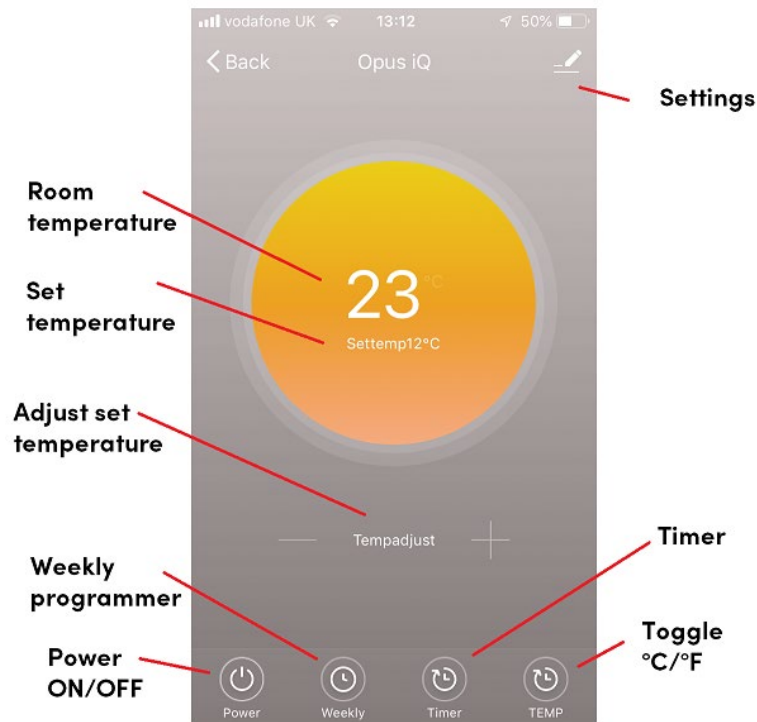 vodafone UK 13:12 50%
Back Opus iQ
Settings
Room
temperature
23 °C
Set
temperature
Settemp12°C
Adjust set
temperature
Tempadjust
Timer
Weekly
programmer
Toggle
°C/°F
Power
ON/OFF
Power Weekly Timer TEMP